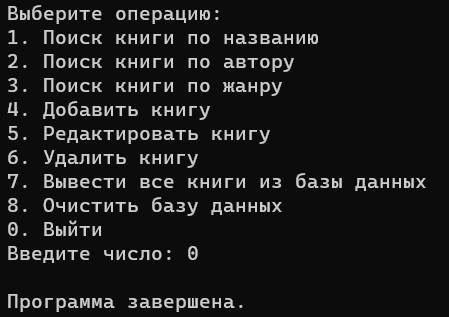 Выберите операцию:
1. Поиск книги по названию
2. Поиск книги по автору
3. Поиск книги по жанру
4. Добавить книгу
5. Редактировать книгу
6. Удалить книгу
7. Вывести все книги из базы данных
8. Очистить базу данных
0. Выйти
Введите число: 0
Программа завершена.